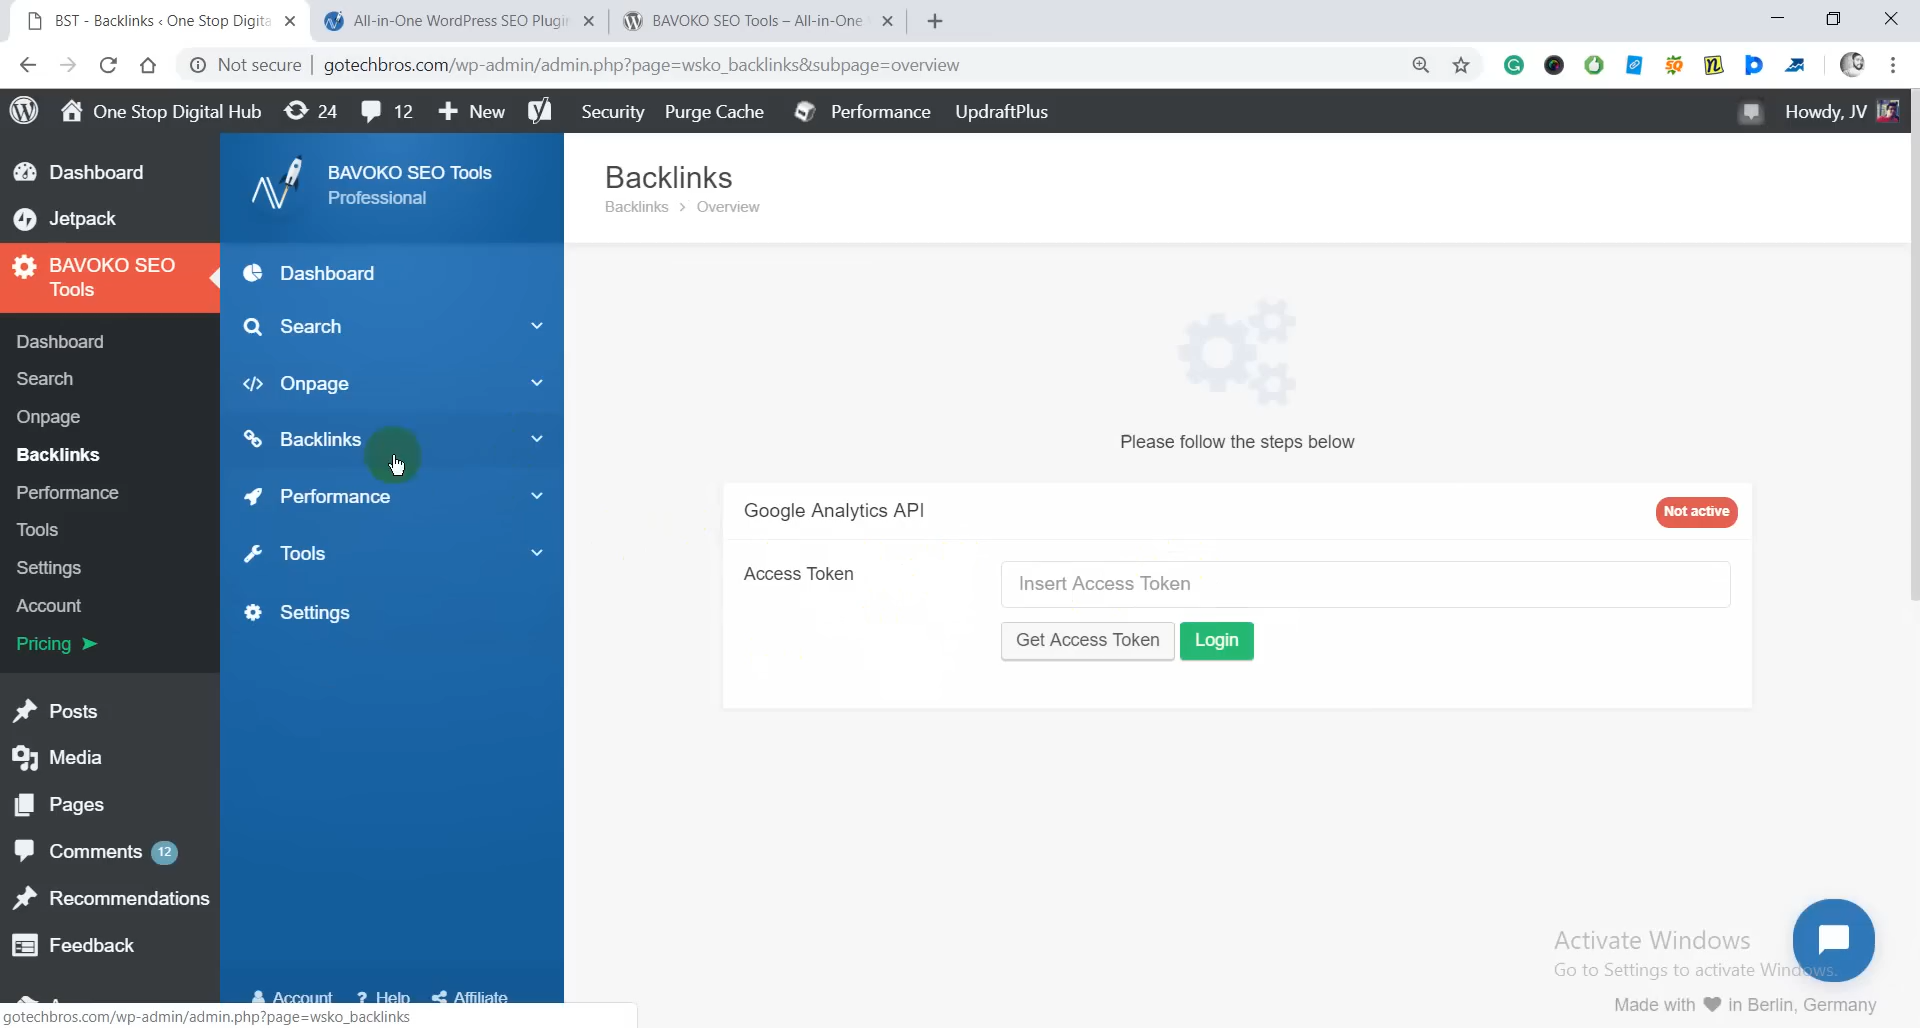 BST - Backlinks ‹ One Stop Digita
All-in-One WordPress SEO Plugi
BAVOKO SEO Tools – All-in-One
Not secure
gotechbros.com/wp-admin/admin.php?page=wsko_backlinks&subpage=overview
One Stop Digital Hub
24
12
New
Security
Purge Cache
Performance
UpdraftPlus
Howdy, JV
Dashboard
Jetpack
BAVOKO SEO
Tools
Dashboard
Search
Onpage
Backlinks
Performance
Tools
Settings
Account
Pricing ➤
Posts
Media
Pages
Comments 12
Recommendations
Feedback
BAVOKO SEO Tools
Professional
Dashboard
Search
Onpage
Backlinks
Performance
Tools
Settings
Account
? Help
Affiliate
Backlinks
Backlinks > Overview
Please follow the steps below
Google Analytics API
Not active
Access Token
Insert Access Token
Get Access Token
Login
Activate Windows
Go to Settings to activate Windows.
Made with ♥ in Berlin, Germany
gotechbros.com/wp-admin/admin.php?page=wsko_backlinks